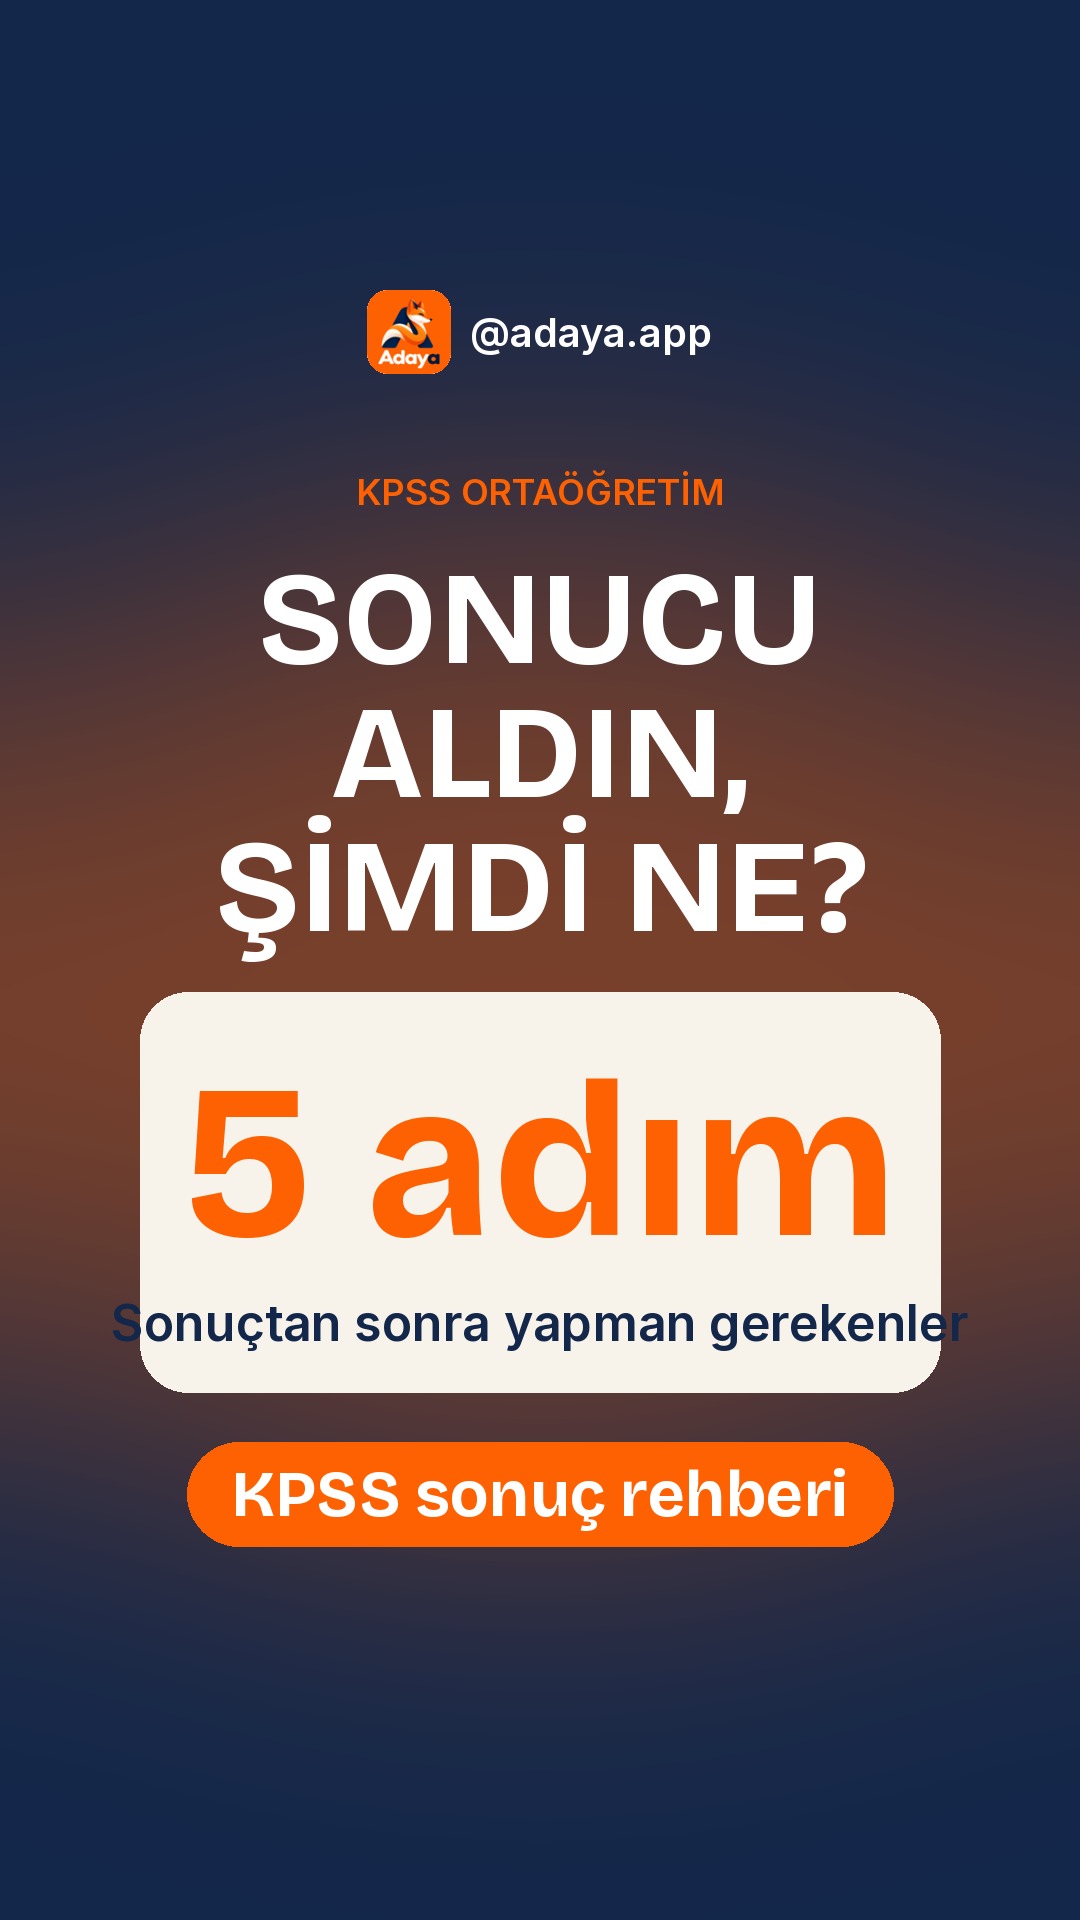 Adaya
@adaya.app
KPSS ORTAÖĞRETİM
SONUCU
ALDIN,
ŞİMDİ NE?
5 adım
Sonuçtan sonra yapman gerekenler
KPSS sonuç rehberi